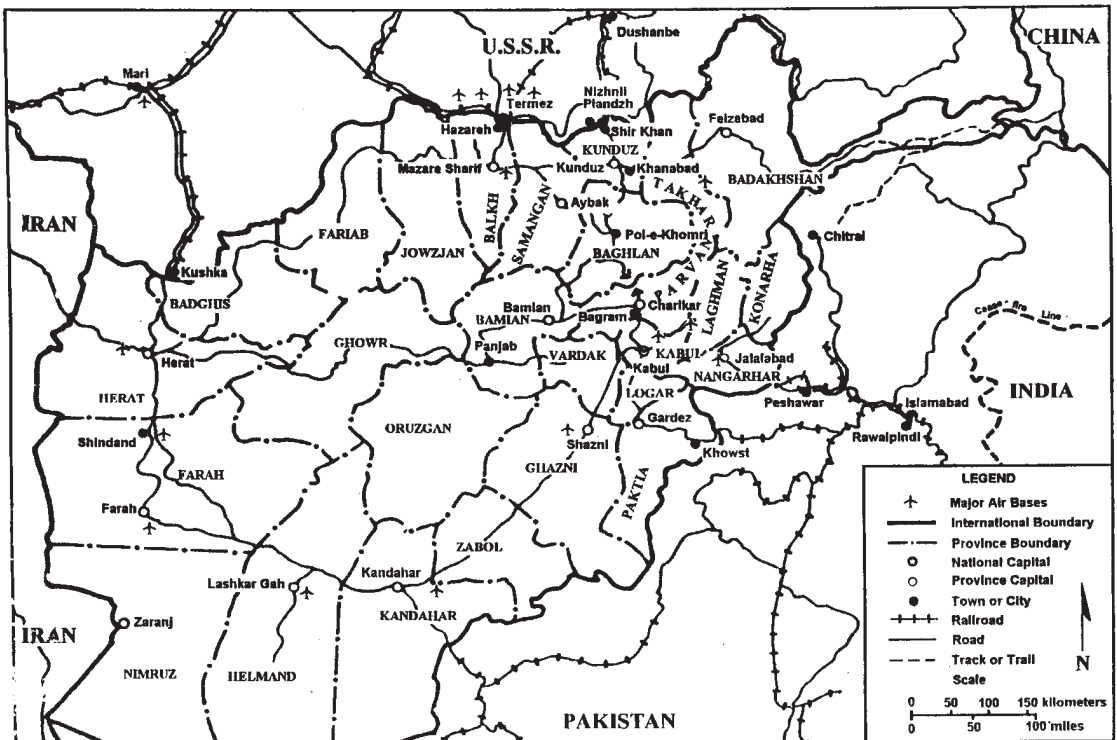 CHINA
Dushanbe
U.S.S.R.
Mari
Termez
Nizhnii
Piandzh
Hazareh
Shir Khan
Feizabad
KUNDUZ
Mazare Sharif
Kunduz
Khanabad
BADAKHSHAN
TAKHAR
Aybak
IRAN
BALKH
SAMANGAN
FARIAB
Pol-e-Khomri
Chitral
JOWZJAN
BAGHLAN
PARVAN
LAGHMAN
KONARHA
Kushka
BADGHIS
Bamian
Charikar
Cease-fire Line
BAMIAN
Bagram
GHOWR
Panjab
VARDAK
KABUL
Jalalabad
Herat
Kabul
NANGARHAR
INDIA
HERAT
LOGAR
Peshawar
Islamabad
Gardez
ORUZGAN
Rawalpindi
Shindand
Shazni
Khowst
GHAZNI
FARAH
PAKTIA
Farah
ZABOL
Kandahar
Lashkar Gah
KANDAHAR
IRAN
Zaranj
NIMRUZ
HELMAND
PAKISTAN
LEGEND
Major Air Bases
International Boundary
Province Boundary
National Capital
Province Capital
Town or City
Railroad
Road
Track or Trail
Scale
N
0 50 100 150 kilometers
0 50 100 miles